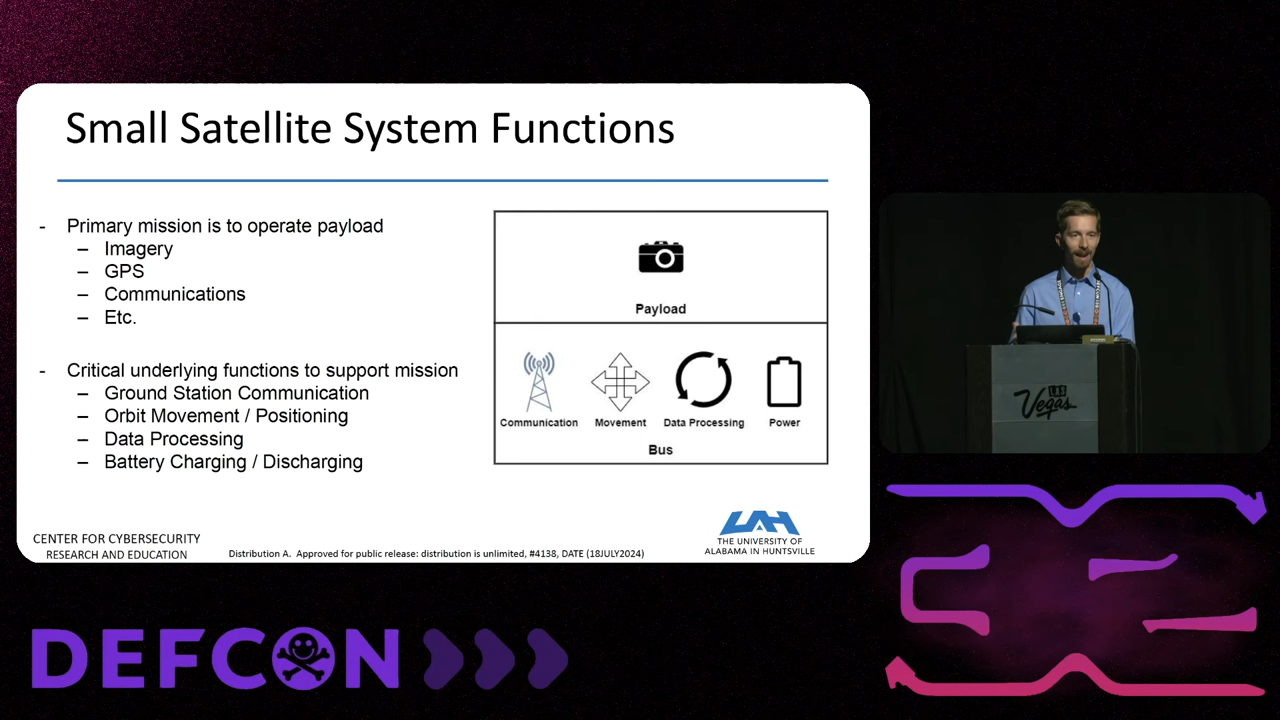 Small Satellite System Functions
- Primary mission is to operate payload
– Imagery
– GPS
– Communications
– Etc.
- Critical underlying functions to support mission
– Ground Station Communication
– Orbit Movement / Positioning
– Data Processing
– Battery Charging / Discharging
Payload
Communication Movement Data Processing Power
Bus
CENTER FOR CYBERSECURITY
RESEARCH AND EDUCATION
Distribution A. Approved for public release: distribution is unlimited, #4138, DATE (18JULY2024)
UAH
THE UNIVERSITY OF
ALABAMA IN HUNTSVILLE
LAS
Vegas
DEFCON